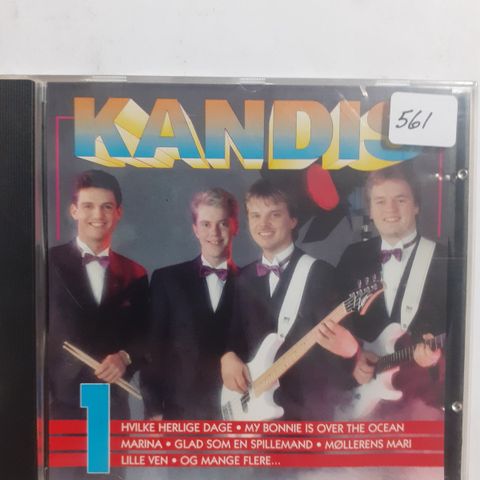 KANDIS
561
1
HVILKE HERLIGE DAGE • MY BONNIE IS OVER THE OCEAN
MARINA • GLAD SOM EN SPILLEMAND • MØLLERENS MARI
LILLE VEN • OG MANGE FLERE...